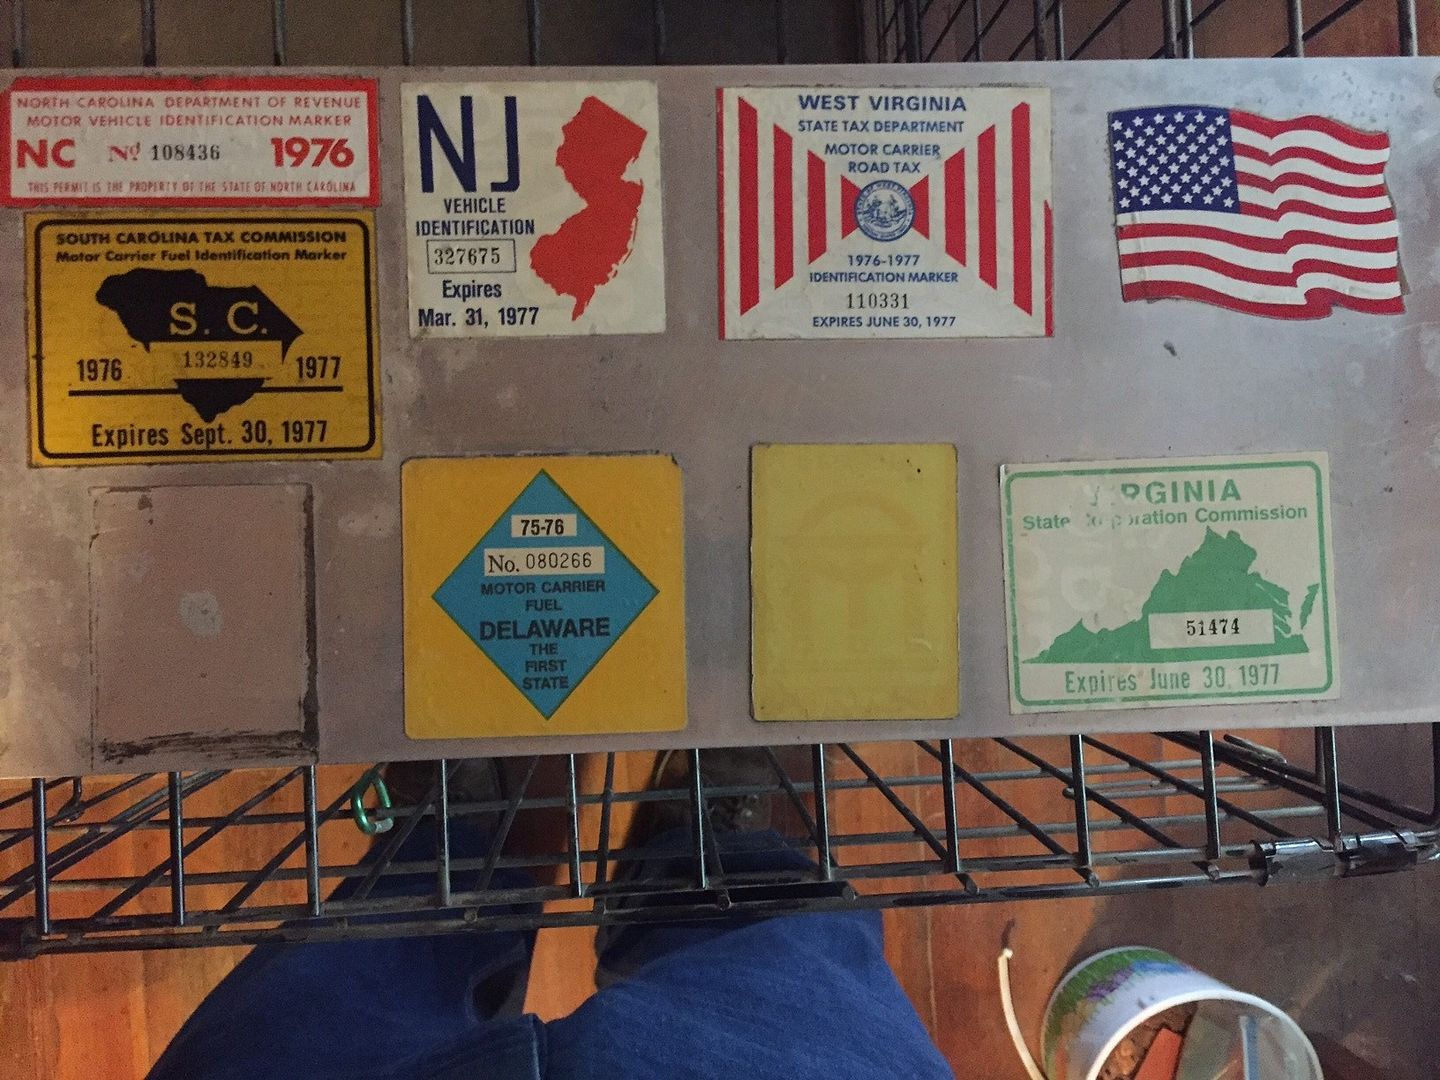 NORTH CAROLINA DEPARTMENT OF REVENUE
MOTOR VEHICLE IDENTIFICATION MARKER
NC No 108436 1976
THIS PERMIT IS THE PROPERTY OF THE STATE OF NORTH CAROLINA
SOUTH CAROLINA TAX COMMISSION
Motor Carrier Fuel Identification Marker
S. C.
132849
1976 1977
Expires Sept. 30, 1977
NJ
VEHICLE
IDENTIFICATION
327675
Expires
Mar. 31, 1977
WEST VIRGINIA
STATE TAX DEPARTMENT
MOTOR CARRIER
ROAD TAX
1976-1977
IDENTIFICATION MARKER
110331
EXPIRES JUNE 30, 1977
75-76
No. 080266
MOTOR CARRIER
FUEL
DELAWARE
THE
FIRST
STATE
VIRGINIA
State Corporation Commission
51474
Expires June 30, 1977